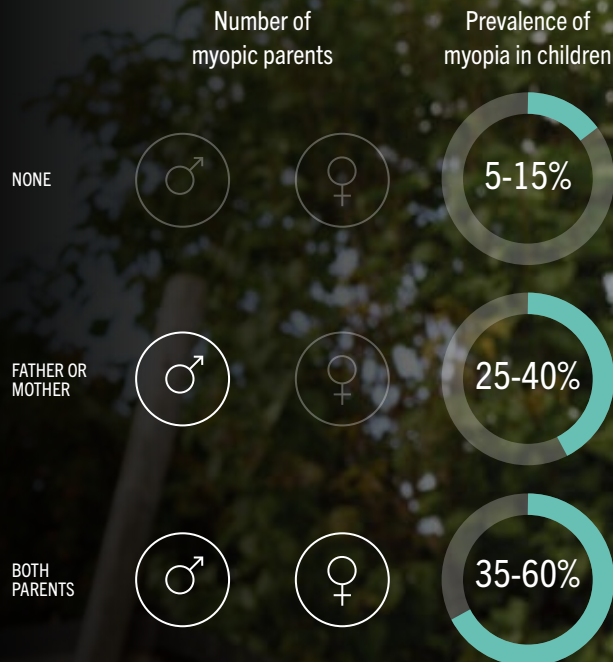 Number of
myopic parents
Prevalence of
myopia in children
NONE
5-15%
FATHER OR
MOTHER
25-40%
BOTH
PARENTS
35-60%